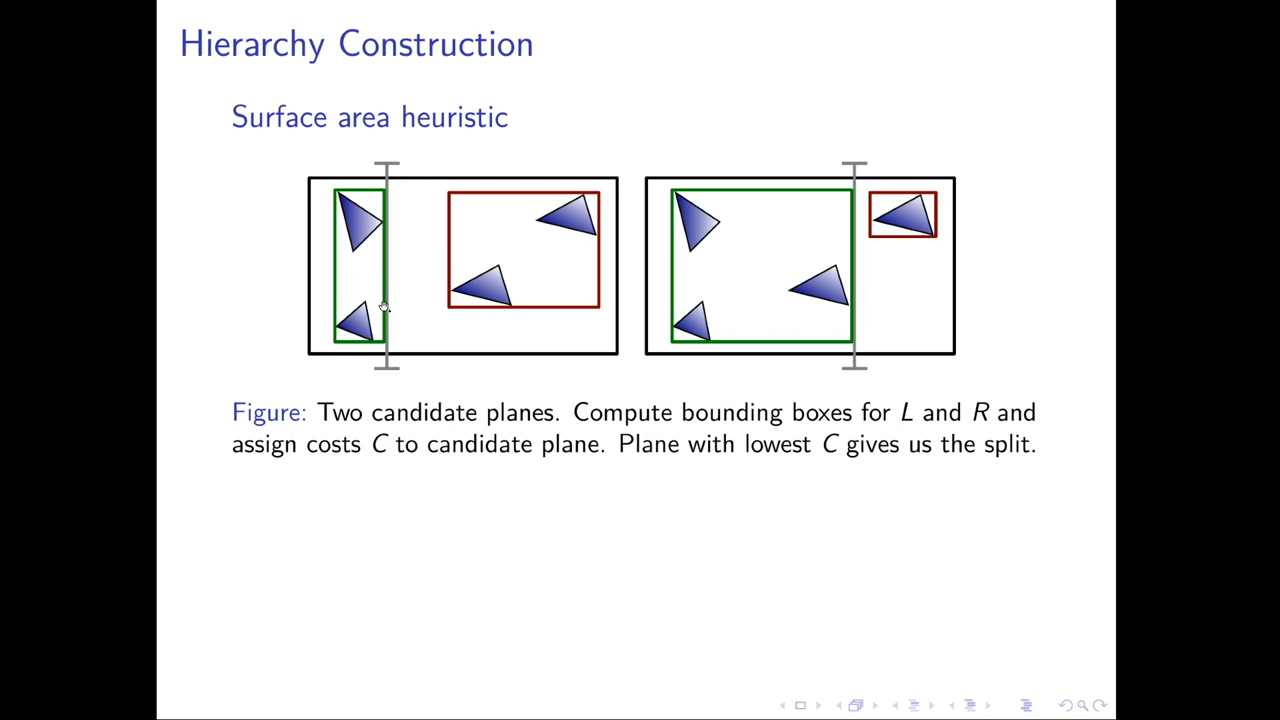 Hierarchy Construction
Surface area heuristic
Figure: Two candidate planes. Compute bounding boxes for L and R and
assign costs C to candidate plane. Plane with lowest C gives us the split.